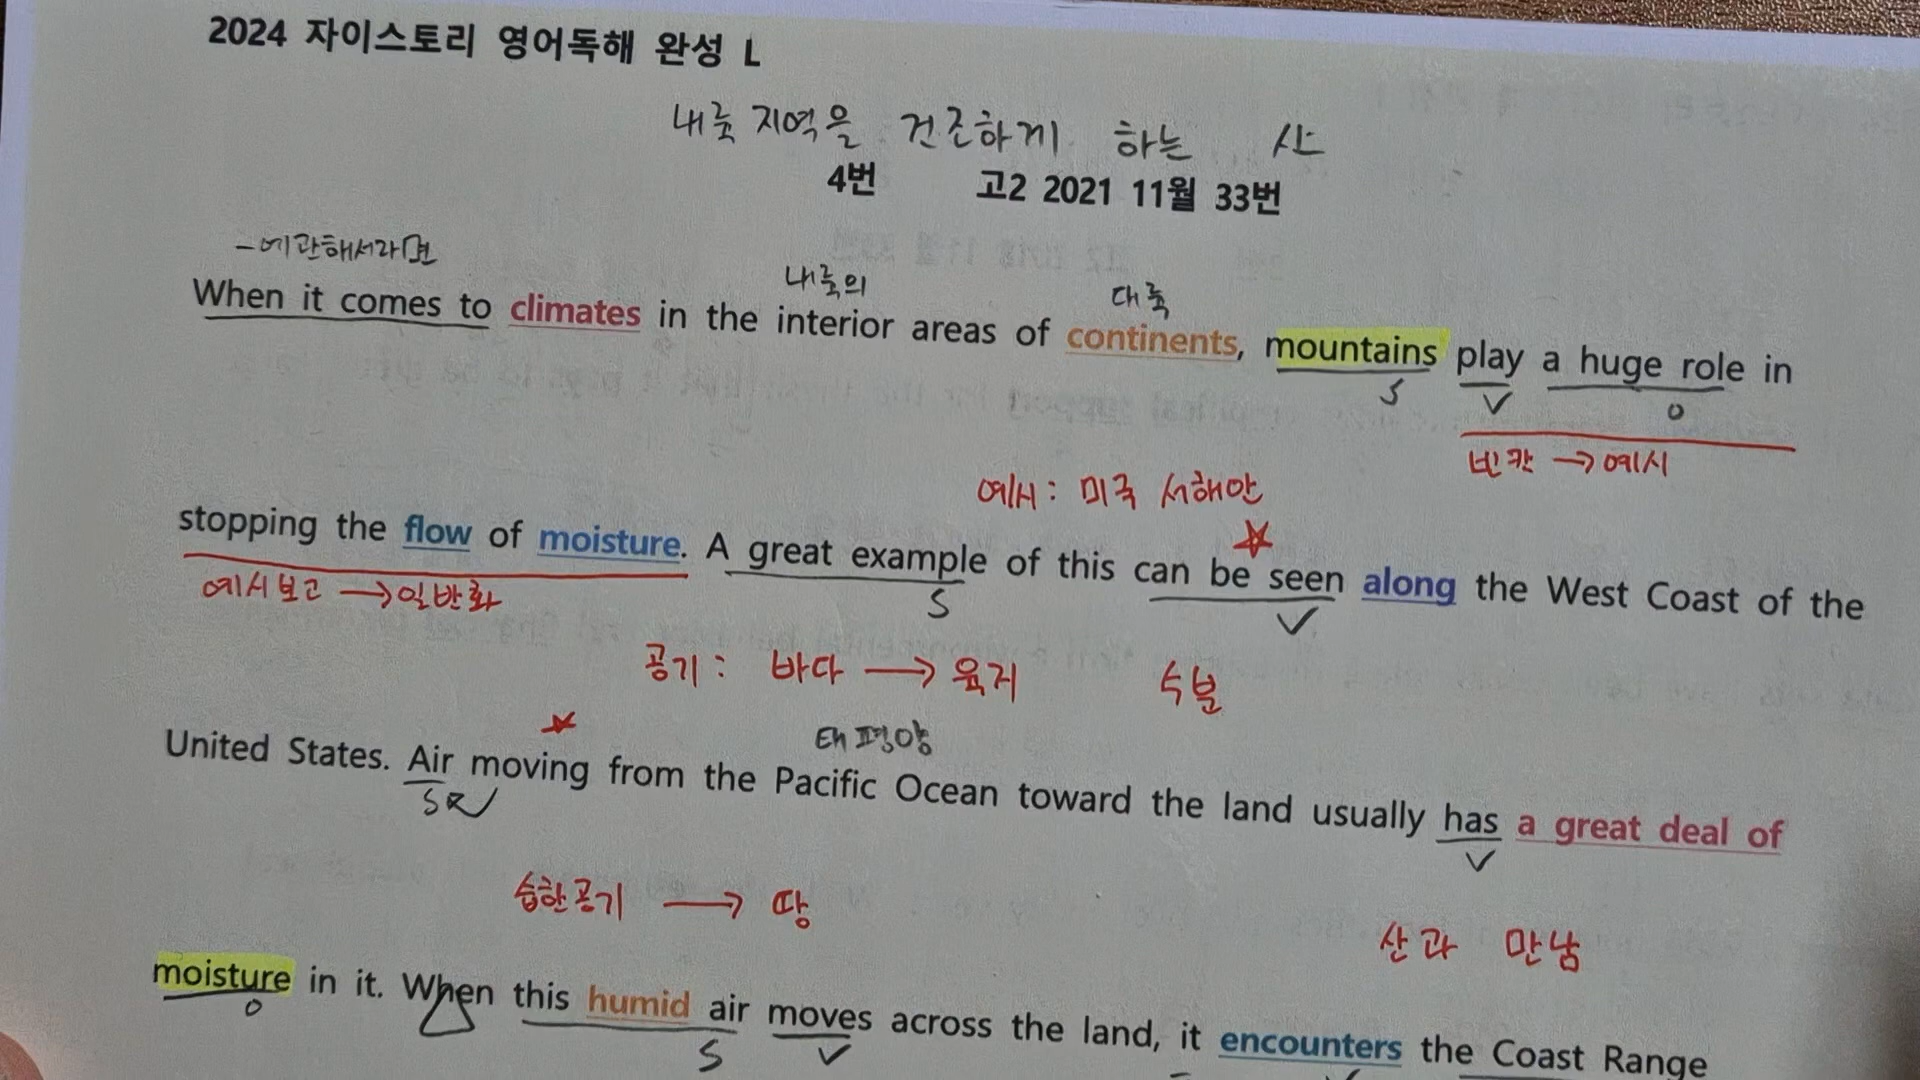 2024 자이스토리 영어독해 완성 L
내륙 지역을 건조하게 하는 산
4번 고2 2021 11월 33번
-에 관해서라면
내륙의
대륙
When it comes to climates in the interior areas of continents, mountains play a huge role in
S V O
빈칸 → 예시
예시: 미국 서해안
stopping the flow of moisture. A great example of this can be seen along the West Coast of the
예시보고 → 일반화
S V
공기: 바다 → 육지 수분
태평양
United States. Air moving from the Pacific Ocean toward the land usually has a great deal of
S V
습한공기 → 땅
산과 만남
moisture in it. When this humid air moves across the land, it encounters the Coast Range
O S V